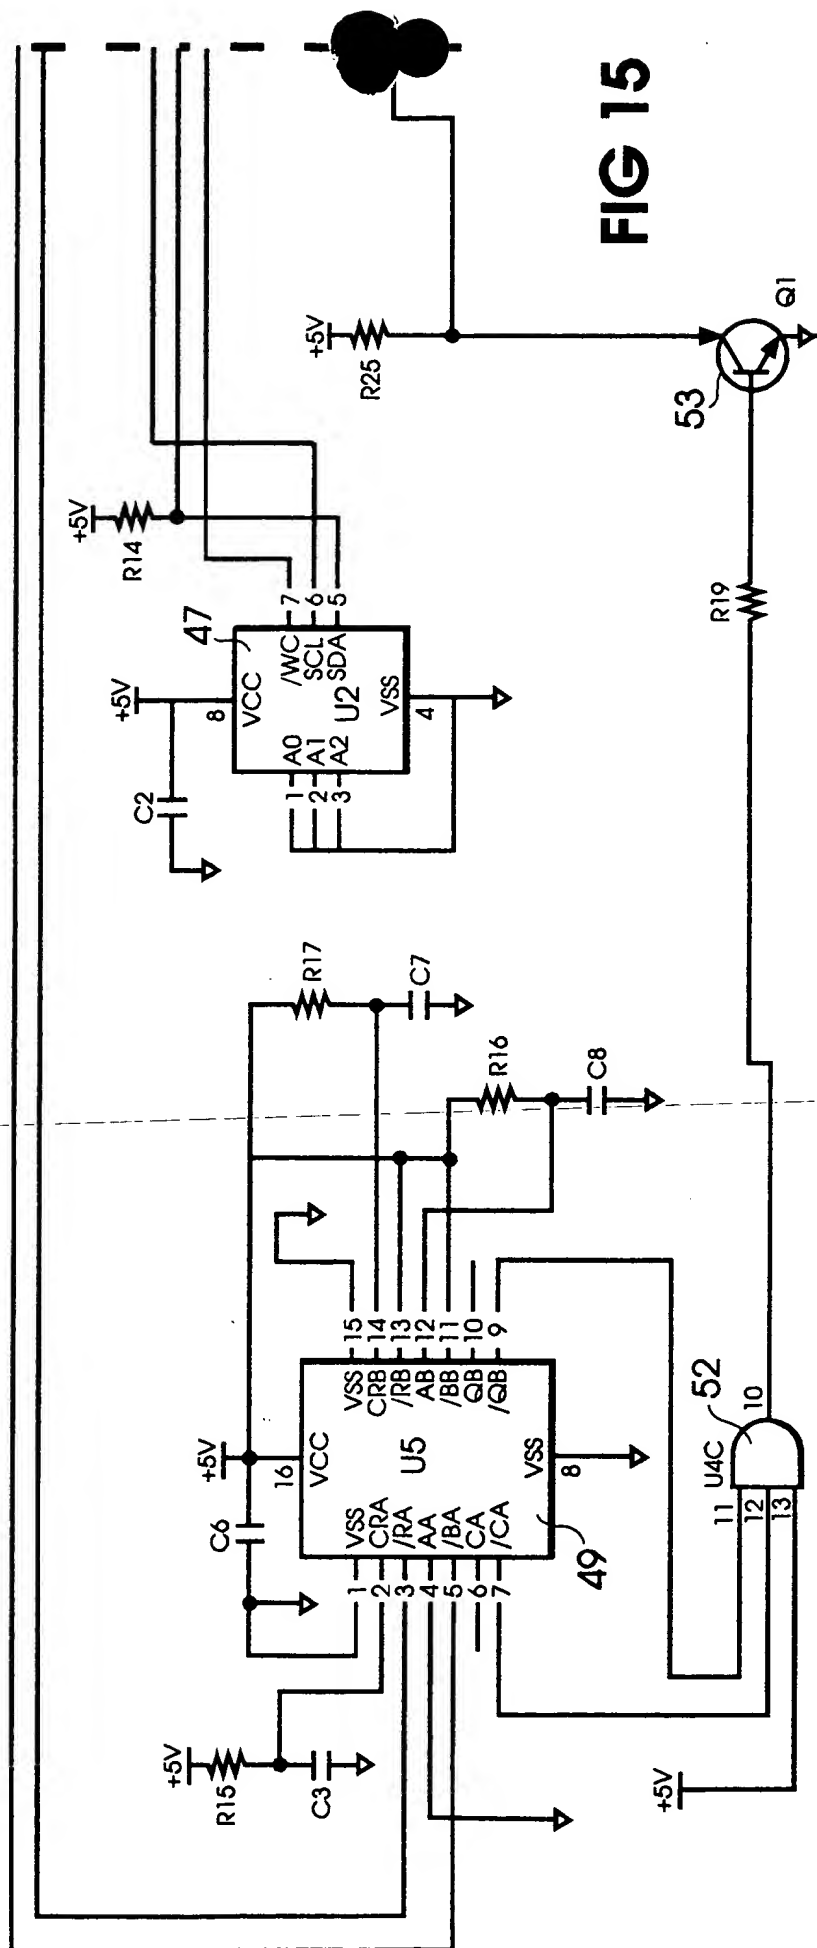 FIG 15
+5V
R15
C3
C6
+5V
16
VCC
1 VSS
2 CRA
3 /RA
4 AA
5 /BA
6 CA
7 /CA
U5
VSS 15
CRB 14
/RB 13
AB 12
/BB 11
QB 10
/QB 9
VSS
8
49
R17
C7
R16
C8
C2
+5V
8
VCC
47
1 A0
2 A1
3 A2
U2
/WC 7
SCL 6
SDA 5
VSS
4
+5V
R14
+5V
R25
+5V
U4C
11
12
13
52
10
R19
53
Q1